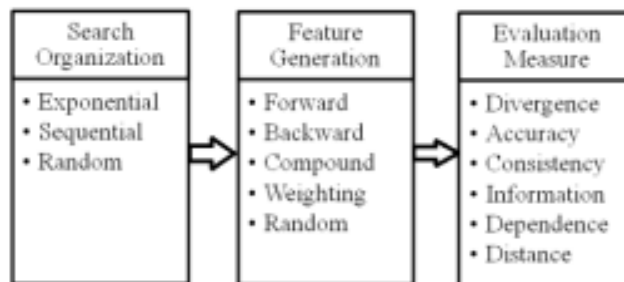 Search
Organization
• Exponential
• Sequential
• Random
Feature
Generation
• Forward
• Backward
• Compound
• Weighting
• Random
Evaluation
Measure
• Divergence
• Accuracy
• Consistency
• Information
• Dependence
• Distance